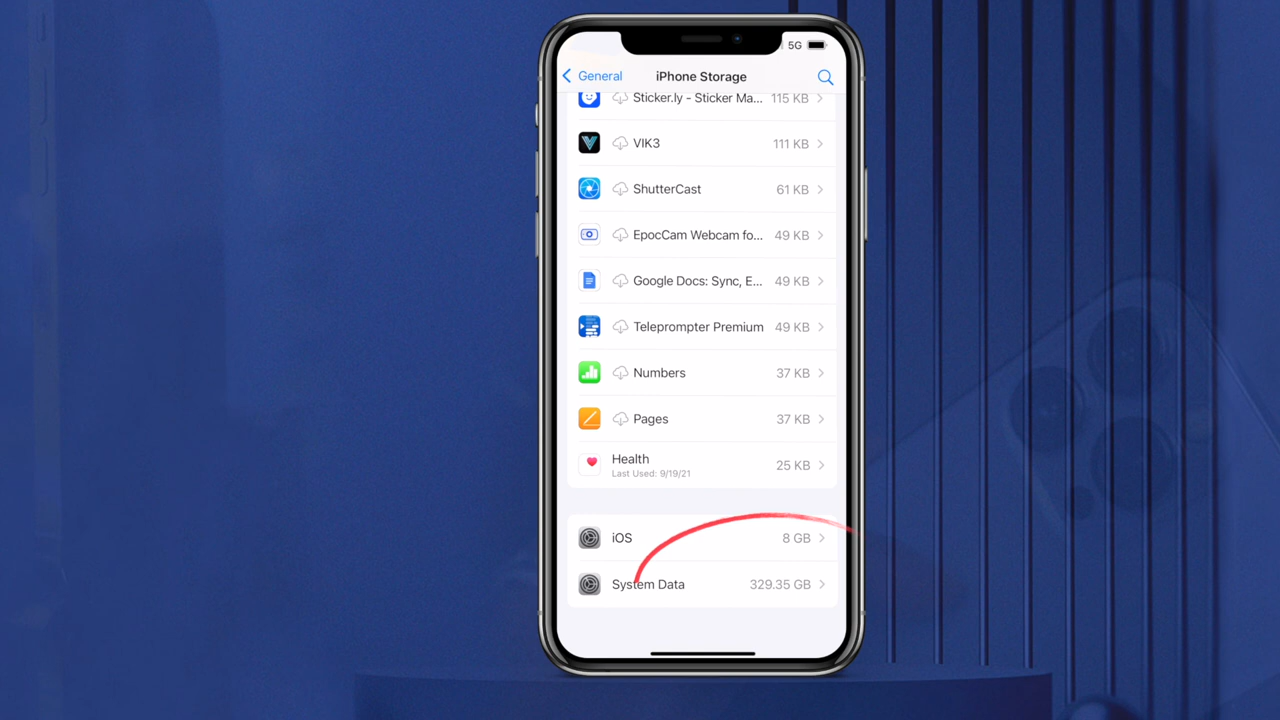 5G
General
iPhone Storage
Sticker.ly - Sticker Ma... 115 KB
VIK3 111 KB
ShutterCast 61 KB
EpocCam Webcam fo... 49 KB
Google Docs: Sync, E... 49 KB
Teleprompter Premium 49 KB
Numbers 37 KB
Pages 37 KB
Health
Last Used: 9/19/21 25 KB
iOS 8 GB
System Data 329.35 GB